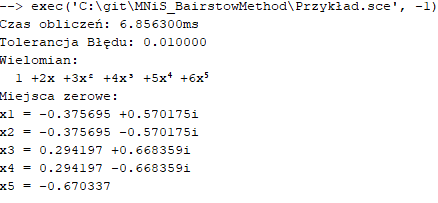 --> exec('C:\git\MNiS_BairstowMethod\Przykład.sce', -1)
Czas obliczeń: 6.856300ms
Tolerancja Błędu: 0.010000
Wielomian:
1 +2x +3x² +4x³ +5x⁴ +6x⁵
Miejsca zerowe:
x1 = -0.375695 +0.570175i
x2 = -0.375695 -0.570175i
x3 = 0.294197 +0.668359i
x4 = 0.294197 -0.668359i
x5 = -0.670337